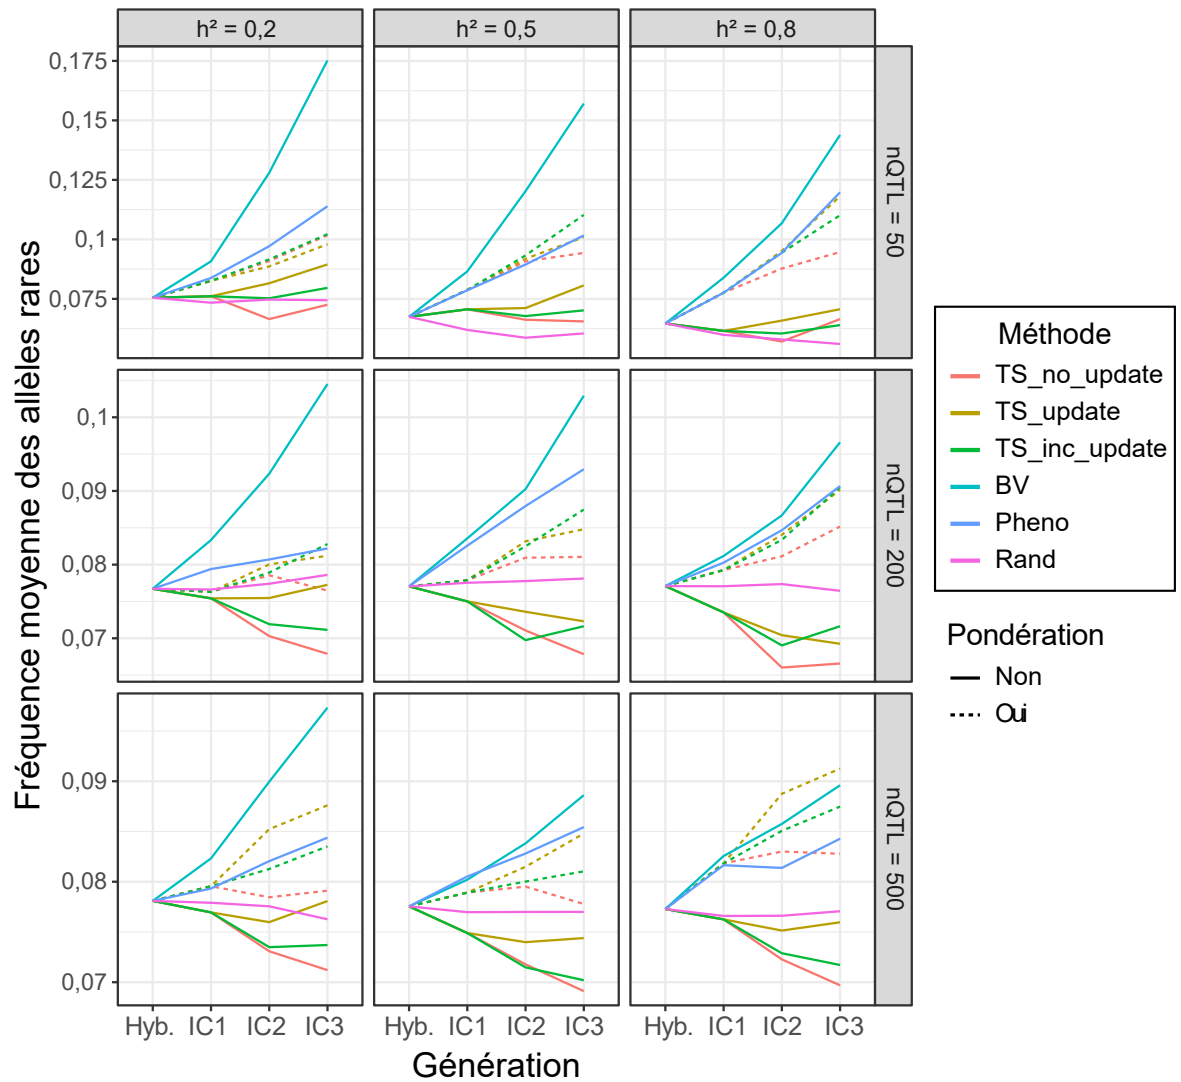 h² = 0,2
h² = 0,5
h² = 0,8
Fréquence moyenne des allèles rares
0,175
0,15
0,125
0,1
0,075
nQTL = 50
0,1
0,09
0,08
0,07
nQTL = 200
0,09
0,08
0,07
nQTL = 500
Hyb. IC1 IC2 IC3
Hyb. IC1 IC2 IC3
Hyb. IC1 IC2 IC3
Génération
Méthode
TS_no_update
TS_update
TS_inc_update
BV
Pheno
Rand
Pondération
Non
Oui